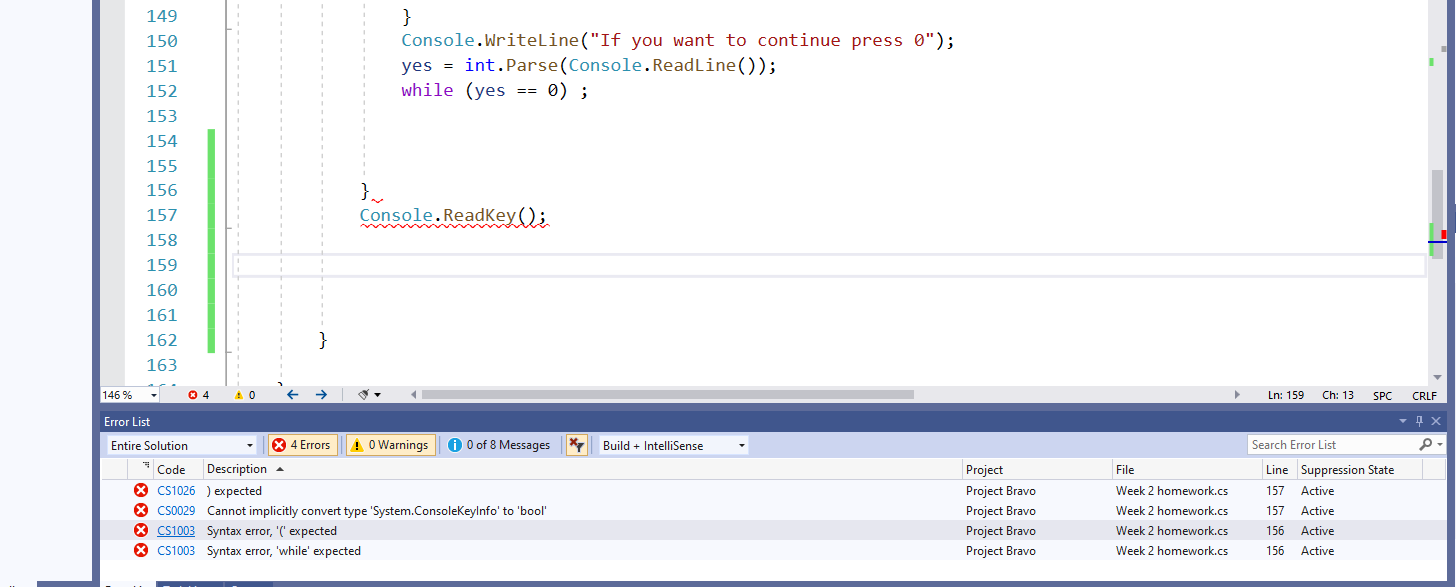 149 }
150 Console.WriteLine("If you want to continue press 0");
151 yes = int.Parse(Console.ReadLine());
152 while (yes == 0) ;
153
154
155
156 }
157 Console.ReadKey();
158
159
160
161
162 }
163
146 % 4 0 Ln: 159 Ch: 13 SPC CRLF
Error List
Entire Solution 4 Errors 0 Warnings 0 of 8 Messages Build + IntelliSense Search Error List
Code Description Project File Line Suppression State
CS1026 ) expected Project Bravo Week 2 homework.cs 157 Active
CS0029 Cannot implicitly convert type 'System.ConsoleKeyInfo' to 'bool' Project Bravo Week 2 homework.cs 157 Active
CS1003 Syntax error, '(' expected Project Bravo Week 2 homework.cs 156 Active
CS1003 Syntax error, 'while' expected Project Bravo Week 2 homework.cs 156 Active